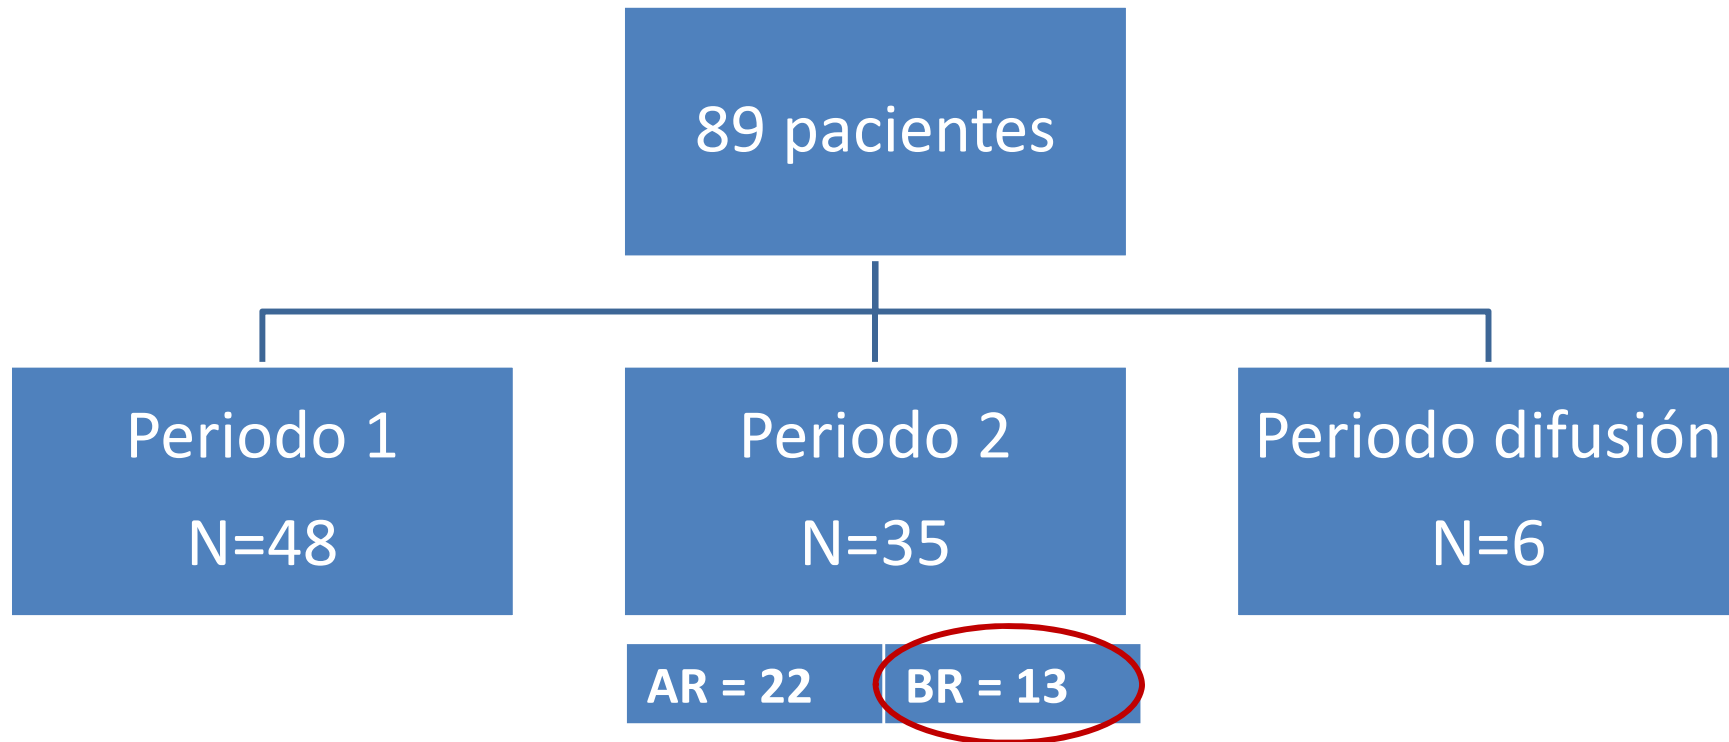 89 pacientes
Periodo 1
N=48
Periodo 2
N=35
Periodo difusión
N=6
AR = 22
BR = 13